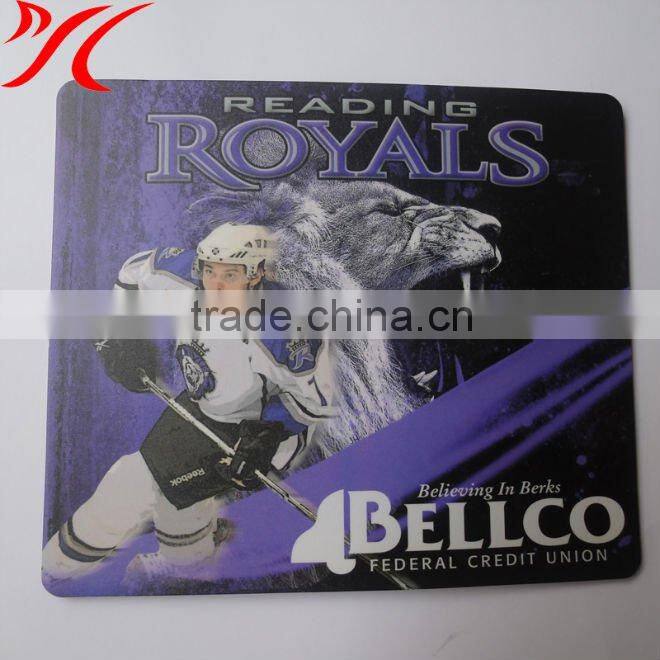 READING
ROYALS
trade.china.cn
Reebok
Believing In Berks
BELLCO
FEDERAL CREDIT UNION